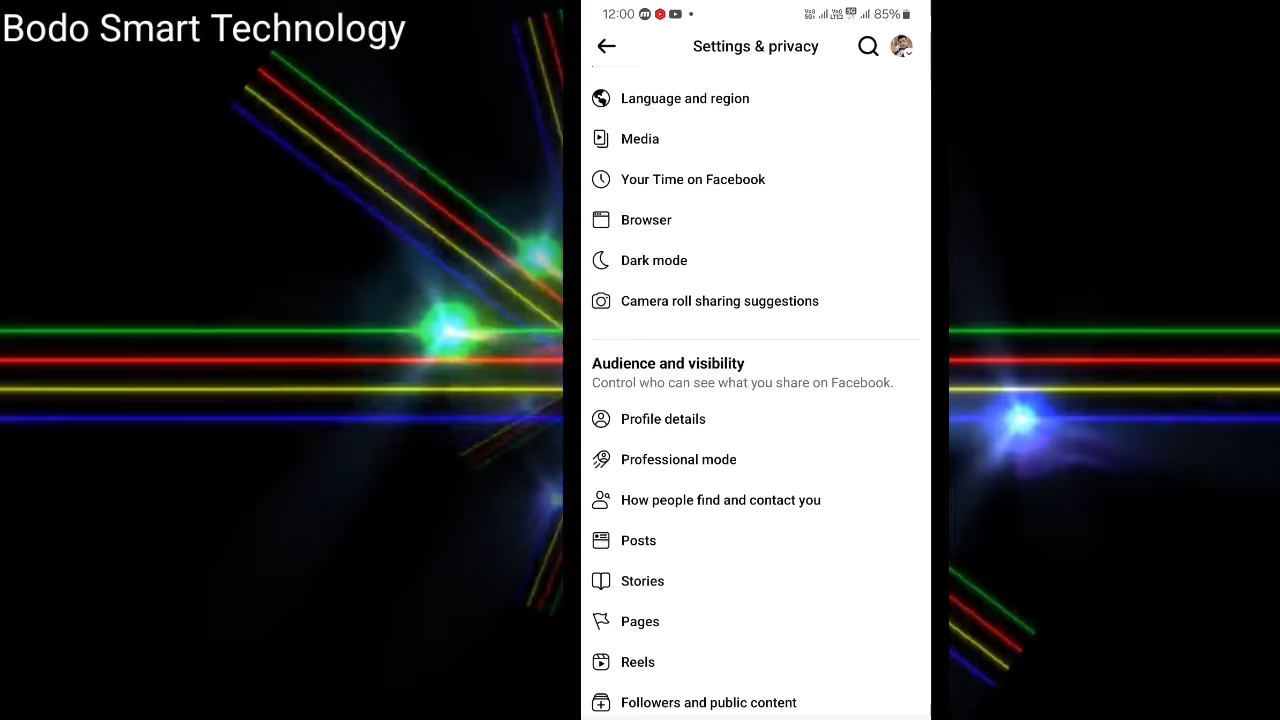 Bodo Smart Technology
12:00
85%
Settings & privacy
Language and region
Media
Your Time on Facebook
Browser
Dark mode
Camera roll sharing suggestions
Audience and visibility
Control who can see what you share on Facebook.
Profile details
Professional mode
How people find and contact you
Posts
Stories
Pages
Reels
Followers and public content